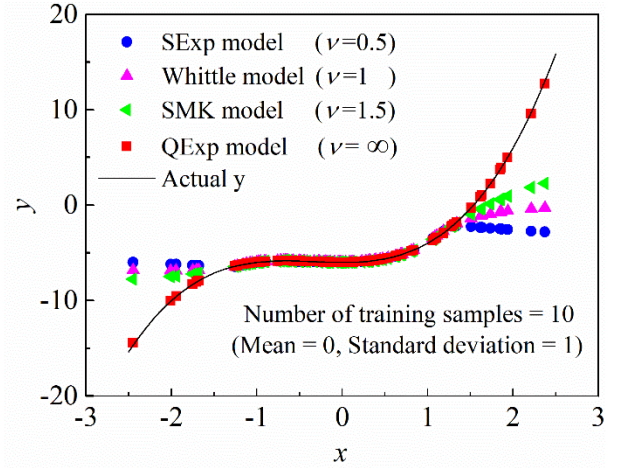 20
10
0
-10
-20
y
SExp model (ν=0.5)
Whittle model (ν=1 )
SMK model (ν=1.5)
QExp model (ν= ∞)
Actual y
Number of training samples = 10
(Mean = 0, Standard deviation = 1)
-3 -2 -1 0 1 2 3
x